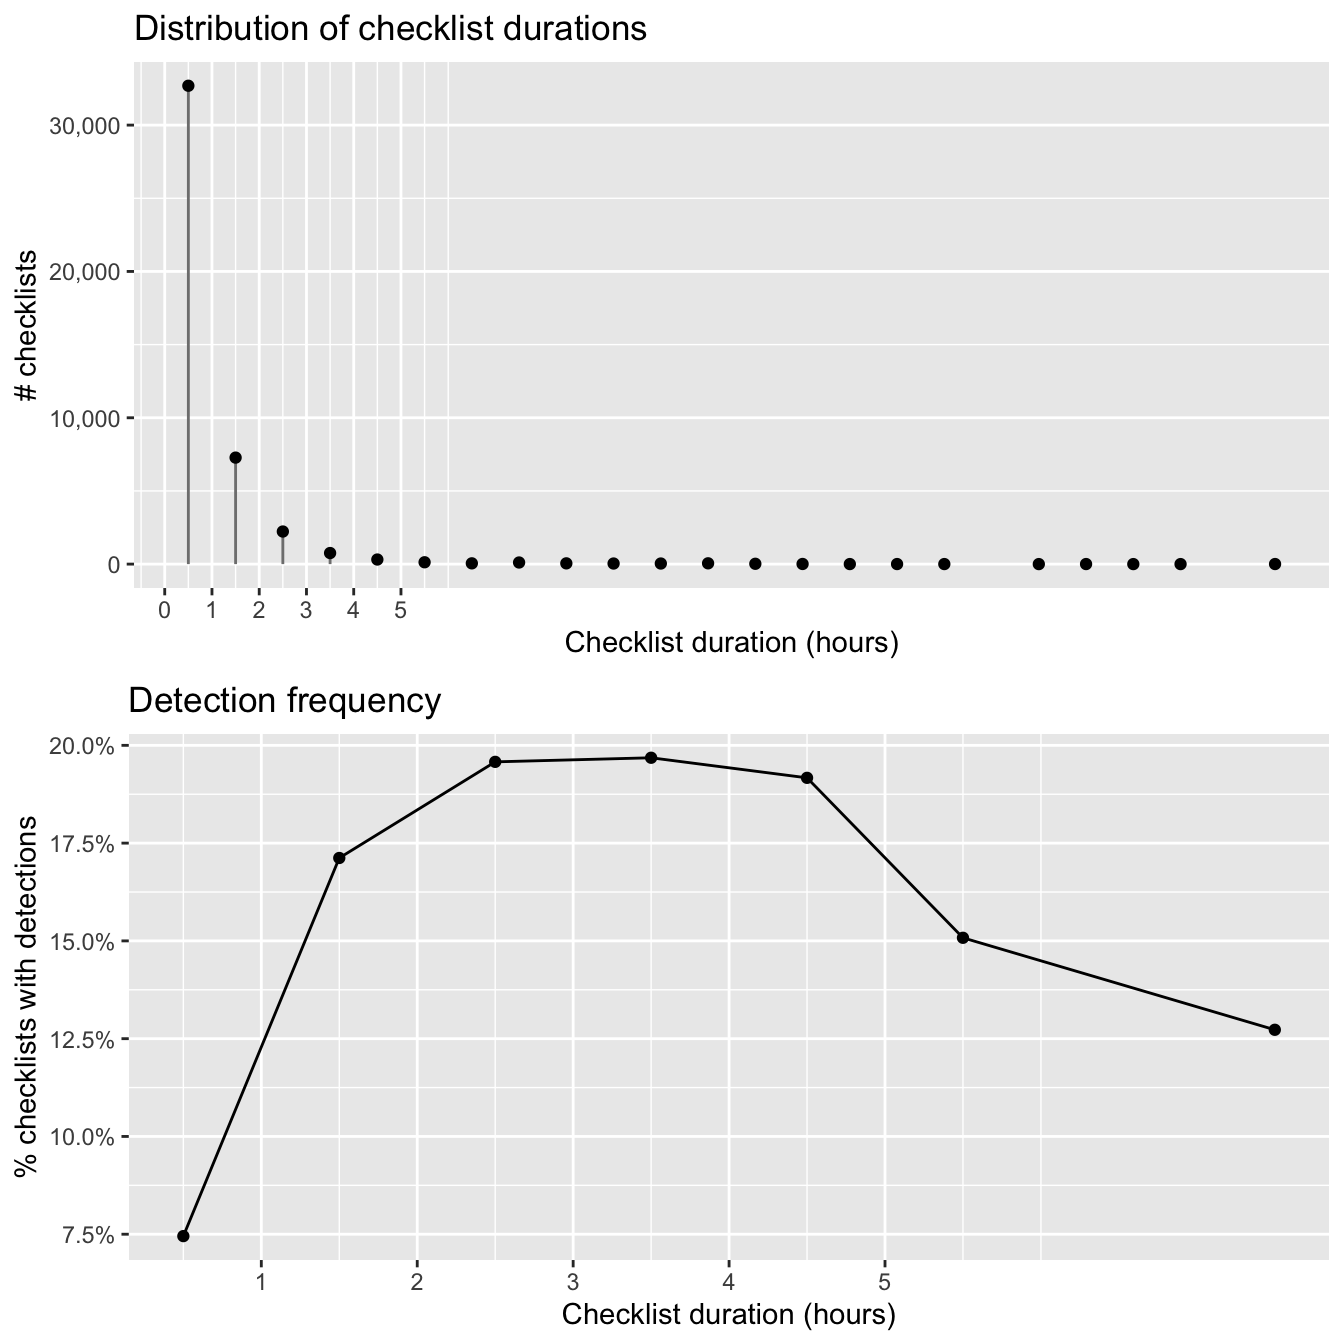 Distribution of checklist durations
30,000
20,000
10,000
0
# checklists
0 1 2 3 4 5
Checklist duration (hours)
Detection frequency
20.0%
17.5%
15.0%
12.5%
10.0%
7.5%
% checklists with detections
1 2 3 4 5
Checklist duration (hours)